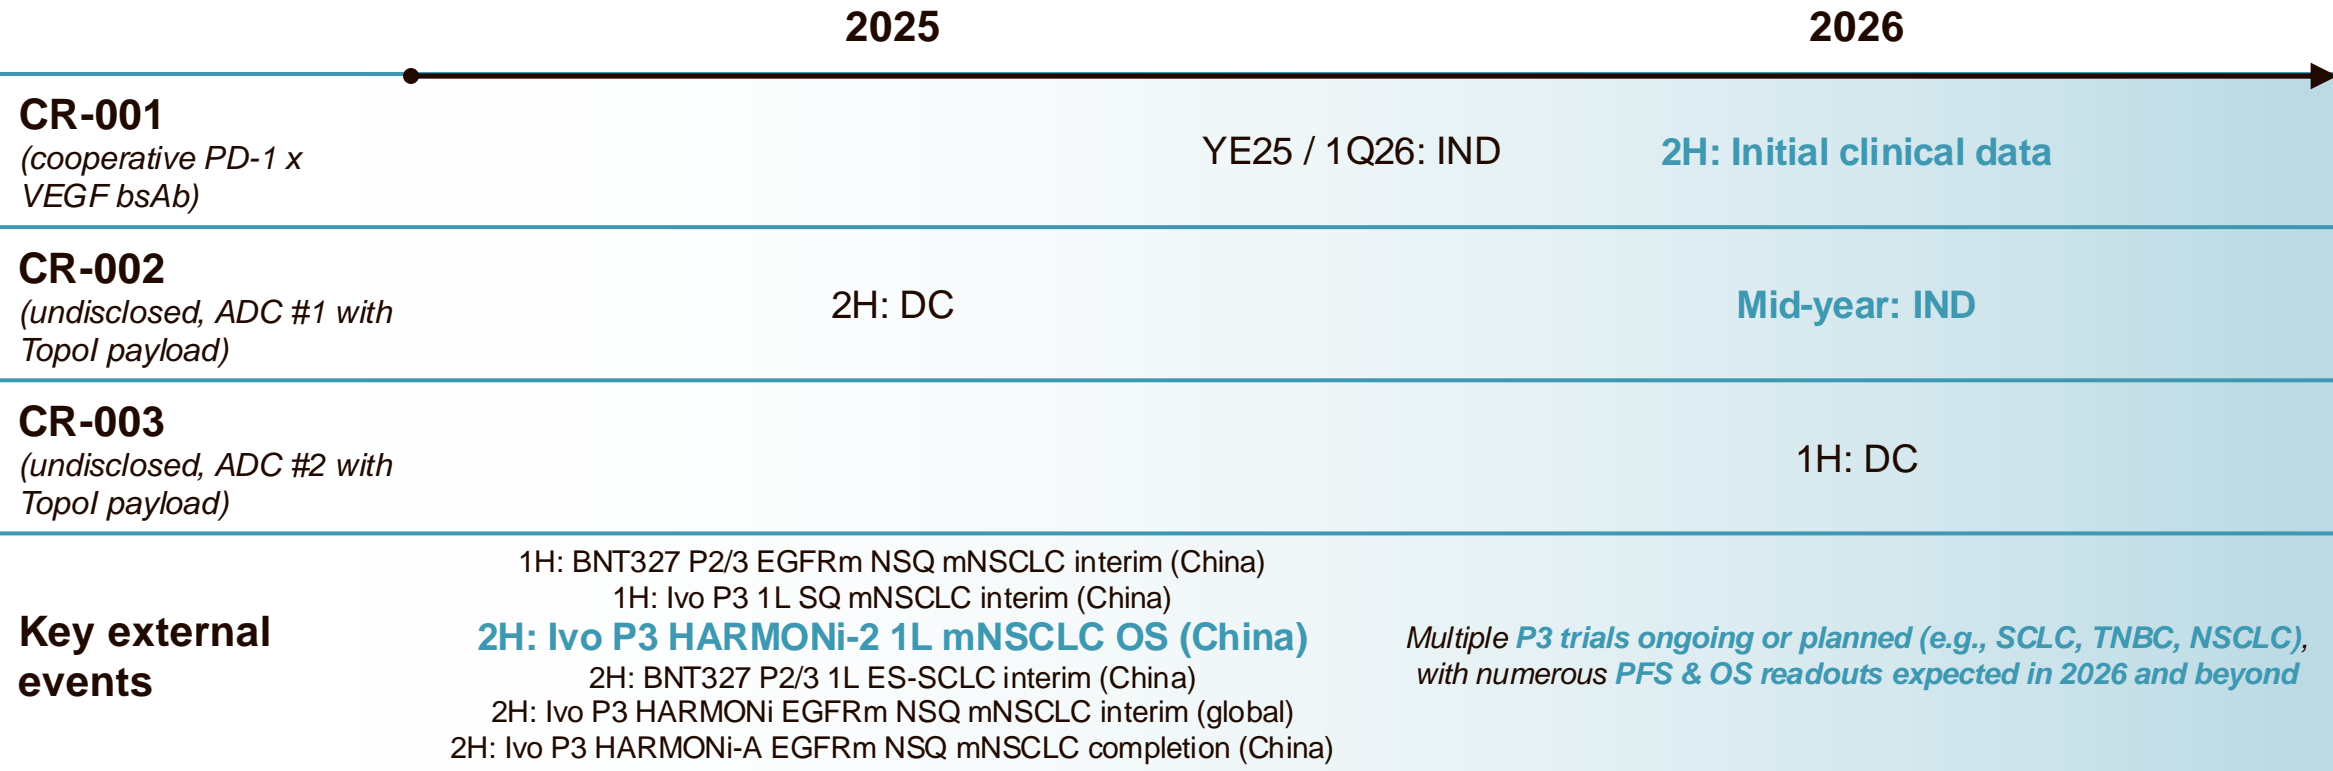 2025
2026
CR-001
(cooperative PD-1 x
VEGF bsAb)
YE25 / 1Q26: IND
2H: Initial clinical data
CR-002
(undisclosed, ADC #1 with
TopoI payload)
2H: DC
Mid-year: IND
CR-003
(undisclosed, ADC #2 with
TopoI payload)
1H: DC
Key external
events
1H: BNT327 P2/3 EGFRm NSQ mNSCLC interim (China)
1H: Ivo P3 1L SQ mNSCLC interim (China)
2H: Ivo P3 HARMONi-2 1L mNSCLC OS (China)
2H: BNT327 P2/3 1L ES-SCLC interim (China)
2H: Ivo P3 HARMONi EGFRm NSQ mNSCLC interim (global)
2H: Ivo P3 HARMONi-A EGFRm NSQ mNSCLC completion (China)
Multiple P3 trials ongoing or planned (e.g., SCLC, TNBC, NSCLC),
with numerous PFS & OS readouts expected in 2026 and beyond